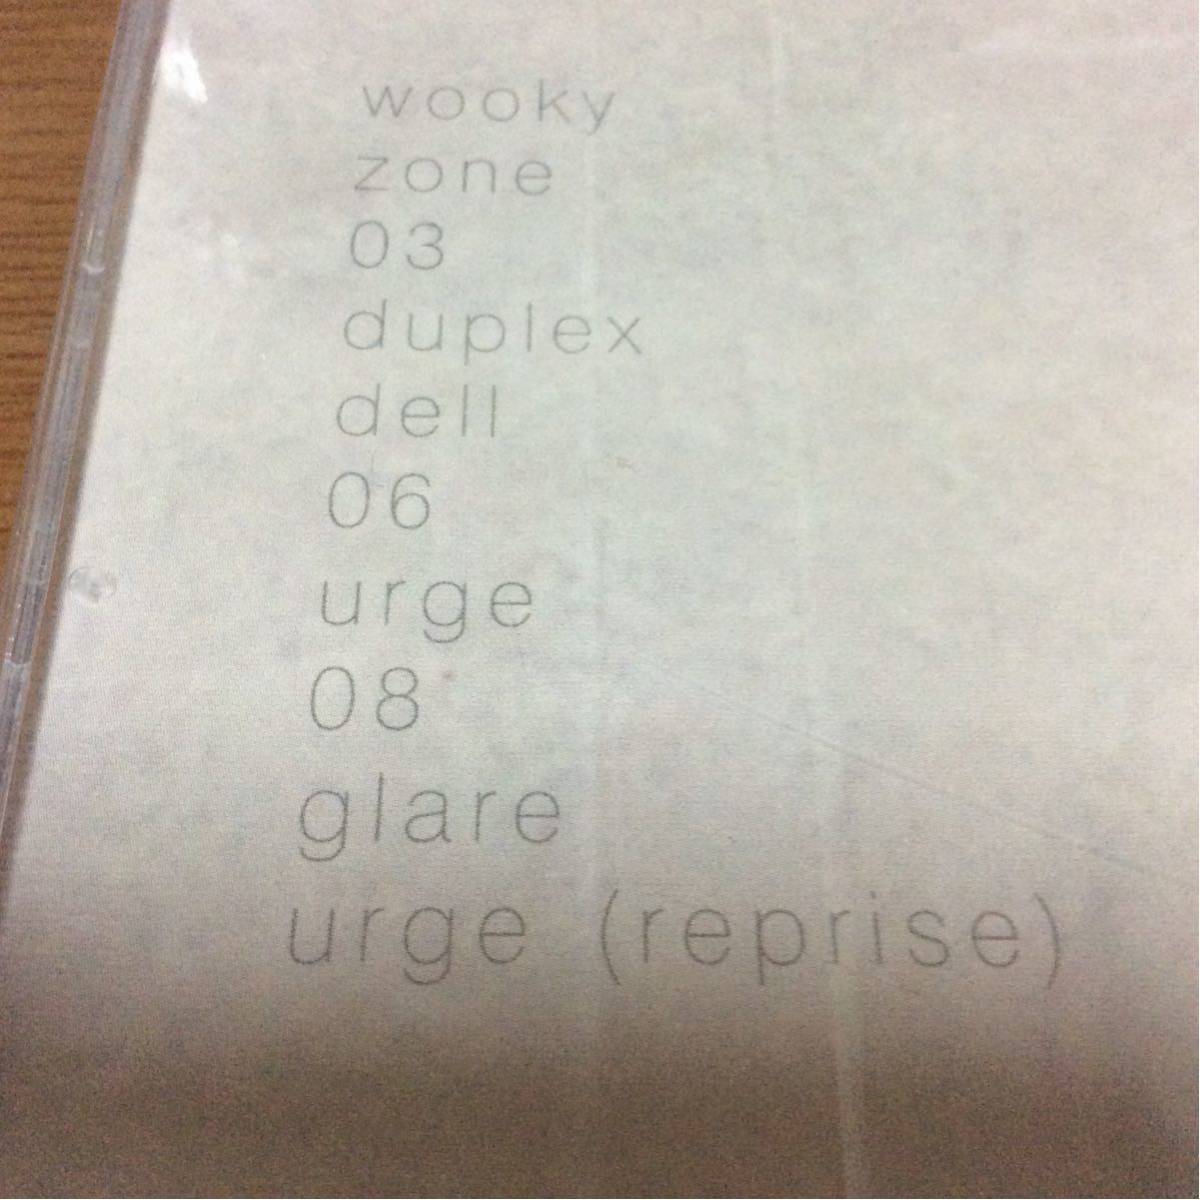 wooky
zone
03
duplex
dell
06
urge
08
glare
urge (reprise)